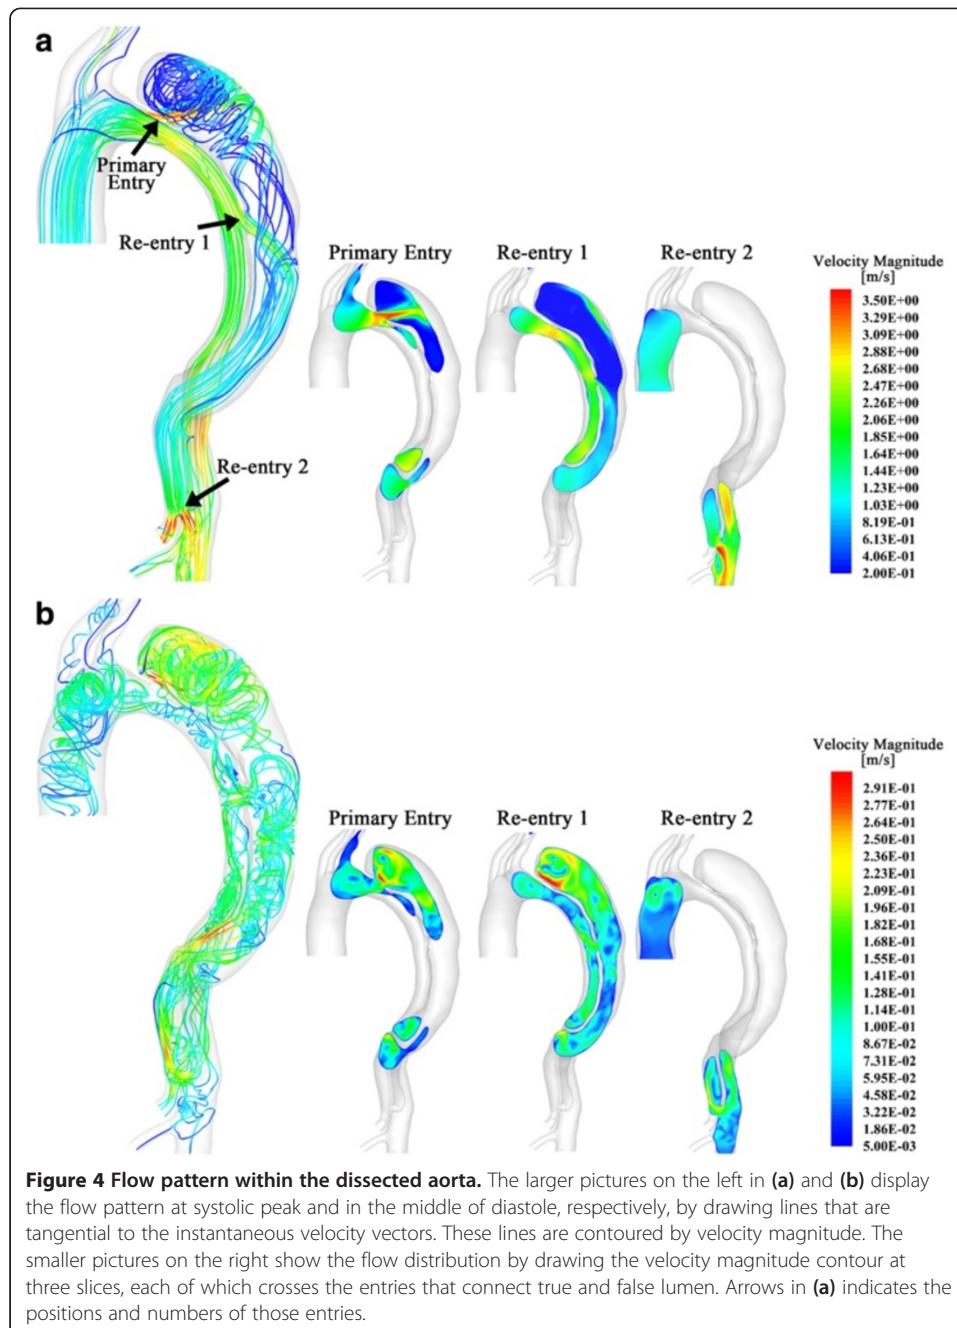 a
Primary
Entry
Re-entry 1
Re-entry 2
Primary Entry
Re-entry 1
Re-entry 2
Velocity Magnitude
[m/s]
3.50E+00
3.29E+00
3.09E+00
2.88E+00
2.68E+00
2.47E+00
2.26E+00
2.06E+00
1.85E+00
1.64E+00
1.44E+00
1.23E+00
1.03E+00
8.19E-01
6.13E-01
4.06E-01
2.00E-01
b
Primary Entry
Re-entry 1
Re-entry 2
Velocity Magnitude
[m/s]
2.91E-01
2.77E-01
2.64E-01
2.50E-01
2.36E-01
2.23E-01
2.09E-01
1.96E-01
1.82E-01
1.68E-01
1.55E-01
1.41E-01
1.28E-01
1.14E-01
1.00E-01
8.67E-02
7.31E-02
5.95E-02
4.58E-02
3.22E-02
1.86E-02
5.00E-03
Figure 4 Flow pattern within the dissected aorta. The larger pictures on the left in (a) and (b) display
the flow pattern at systolic peak and in the middle of diastole, respectively, by drawing lines that are
tangential to the instantaneous velocity vectors. These lines are contoured by velocity magnitude. The
smaller pictures on the right show the flow distribution by drawing the velocity magnitude contour at
three slices, each of which crosses the entries that connect true and false lumen. Arrows in (a) indicates the
positions and numbers of those entries.